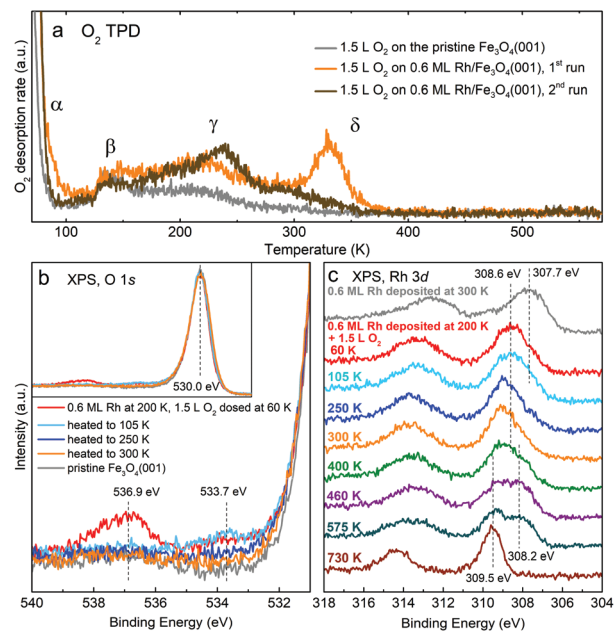 a O₂ TPD
1.5 L O₂ on the pristine Fe₃O₄(001)
1.5 L O₂ on 0.6 ML Rh/Fe₃O₄(001), 1ˢᵗ run
1.5 L O₂ on 0.6 ML Rh/Fe₃O₄(001), 2ⁿᵈ run
α
β
γ
δ
O₂ desorption rate (a.u.)
100 150 200 250 300 350 400 450 500 550
Temperature (K)
b XPS, O 1s
530.0 eV
0.6 ML Rh at 200 K, 1.5 L O₂ dosed at 60 K
heated to 105 K
heated to 250 K
heated to 300 K
pristine Fe₃O₄(001)
536.9 eV
533.7 eV
Intensity (a.u.)
540 538 536 534 532
Binding Energy (eV)
c XPS, Rh 3d
308.6 eV
307.7 eV
0.6 ML Rh deposited at 300 K
0.6 ML Rh deposited at 200 K
+ 1.5 L O₂
60 K
105 K
250 K
300 K
400 K
460 K
575 K
730 K
308.2 eV
309.5 eV
318 316 314 312 310 308 306 304
Binding Energy (eV)